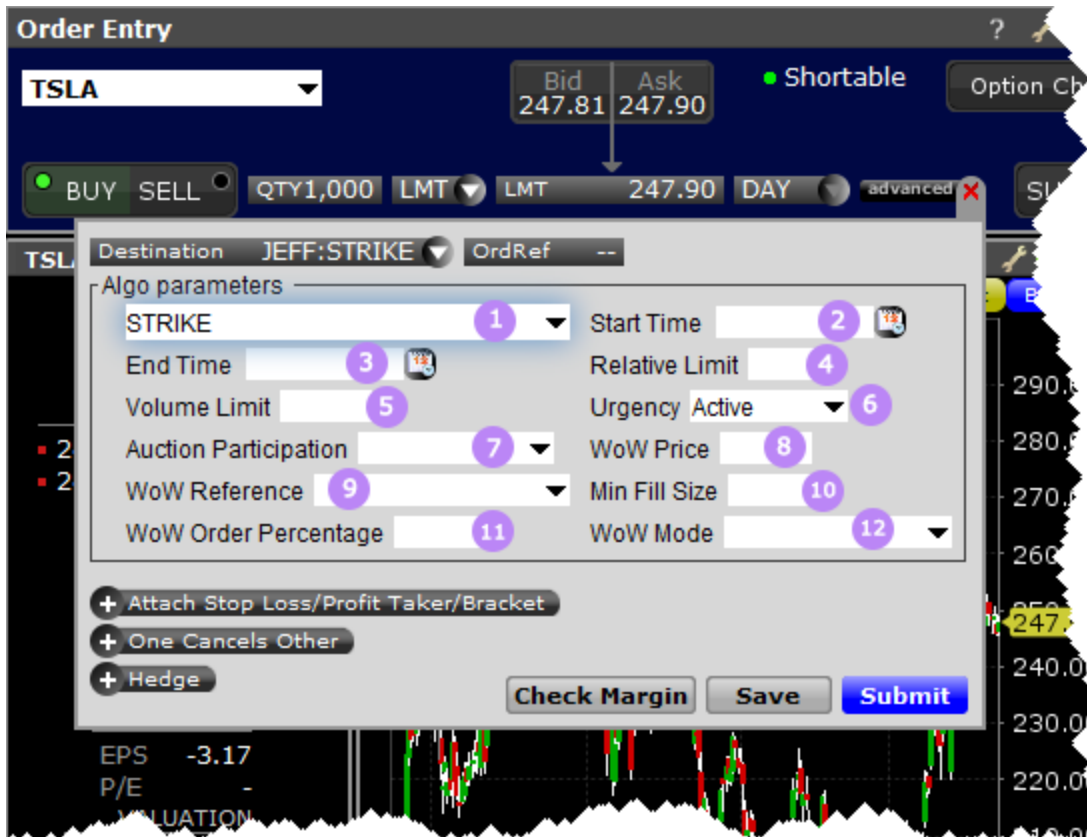 Order Entry ?
TSLA Bid Ask Shortable Option Ch
247.81 247.90
BUY SELL QTY1,000 LMT LMT 247.90 DAY advanced
TSL
Destination JEFF:STRIKE OrdRef --
Algo parameters
STRIKE 1 Start Time 2
End Time 3 Relative Limit 4
Volume Limit 5 Urgency Active 6
Auction Participation 7 WoW Price 8
WoW Reference 9 Min Fill Size 10
WoW Order Percentage 11 WoW Mode 12
290.
280.
270.
260
247.
240.0
230.0
220.0
+ Attach Stop Loss/Profit Taker/Bracket
+ One Cancels Other
+ Hedge
Check Margin Save Submit
EPS -3.17
P/E -